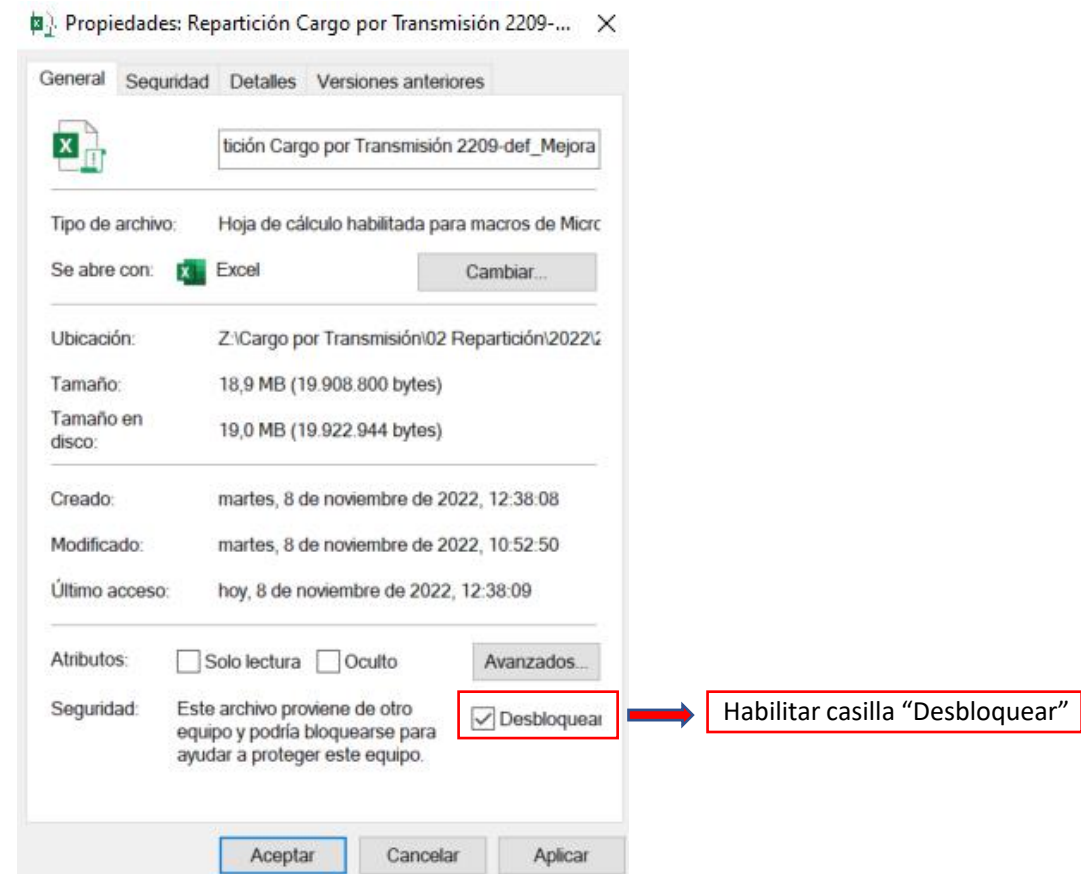 Propiedades: Repartición Cargo por Transmisión 2209-...
General Seguridad Detalles Versiones anteriores
tición Cargo por Transmisión 2209-def_Mejora
Tipo de archivo: Hoja de cálculo habilitada para macros de Micro
Se abre con: Excel Cambiar...
Ubicación: Z:\Cargo por Transmisión\02 Repartición\2022\2
Tamaño: 18,9 MB (19.908.800 bytes)
Tamaño en
disco: 19,0 MB (19.922.944 bytes)
Creado: martes, 8 de noviembre de 2022, 12:38:08
Modificado: martes, 8 de noviembre de 2022, 10:52:50
Último acceso: hoy, 8 de noviembre de 2022, 12:38:09
Atributos: Solo lectura Oculto Avanzados...
Seguridad: Este archivo proviene de otro
equipo y podría bloquearse para
ayudar a proteger este equipo.
Desbloquear
Habilitar casilla “Desbloquear”
Aceptar Cancelar Aplicar